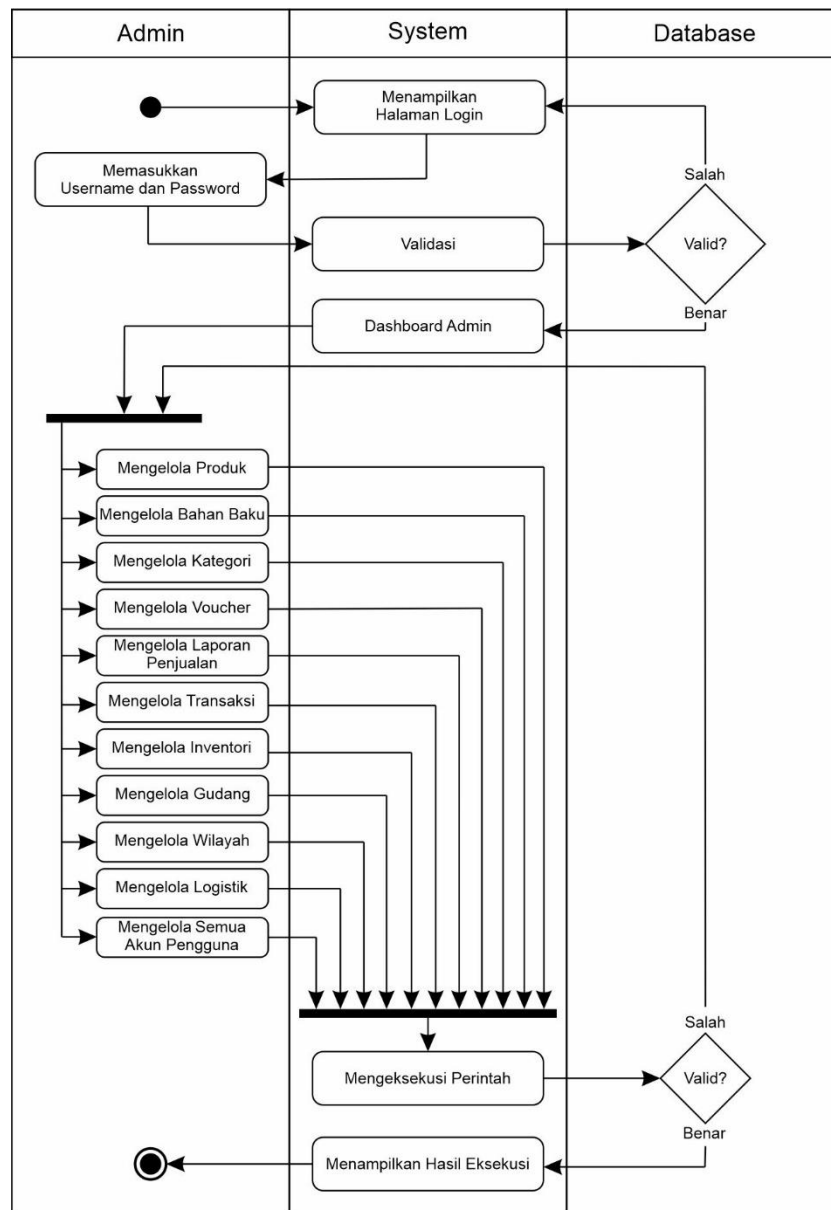 Admin
System
Database
Menampilkan
Halaman Login
Memasukkan
Username dan Password
Salah
Validasi
Valid?
Dashboard Admin
Benar
Mengelola Produk
Mengelola Bahan Baku
Mengelola Kategori
Mengelola Voucher
Mengelola Laporan
Penjualan
Mengelola Transaksi
Mengelola Inventori
Mengelola Gudang
Mengelola Wilayah
Mengelola Logistik
Mengelola Semua
Akun Pengguna
Salah
Mengeksekusi Perintah
Valid?
Benar
Menampilkan Hasil Eksekusi